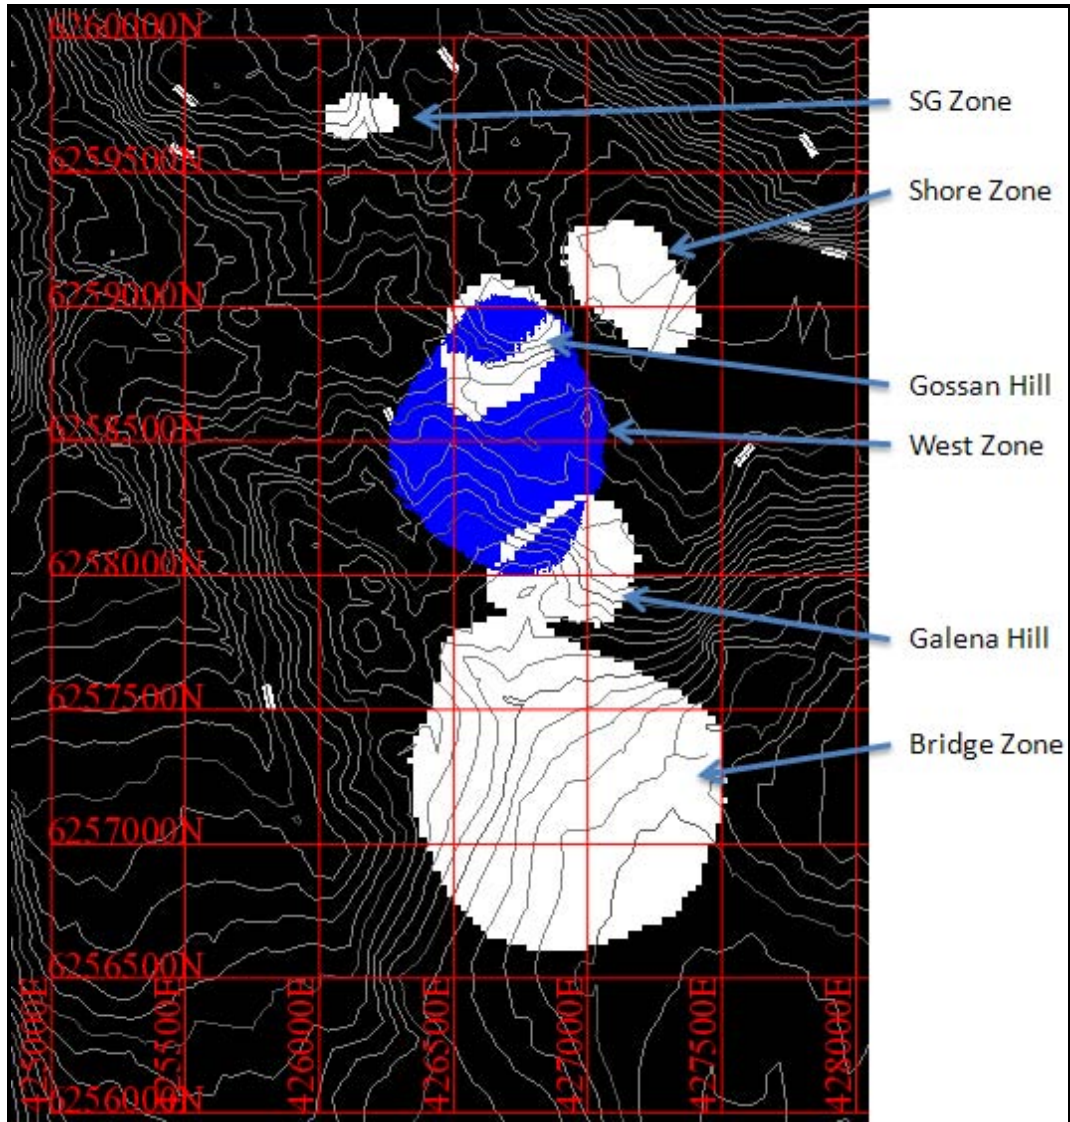 6260000N
SG Zone
6259500N
Shore Zone
6259000N
Gossan Hill
6258500N
West Zone
6258000N
Galena Hill
6257500N
Bridge Zone
6257000N
6256500N
425000E
425500E
426000E
426500E
427000E
427500E
428000E
6256000N